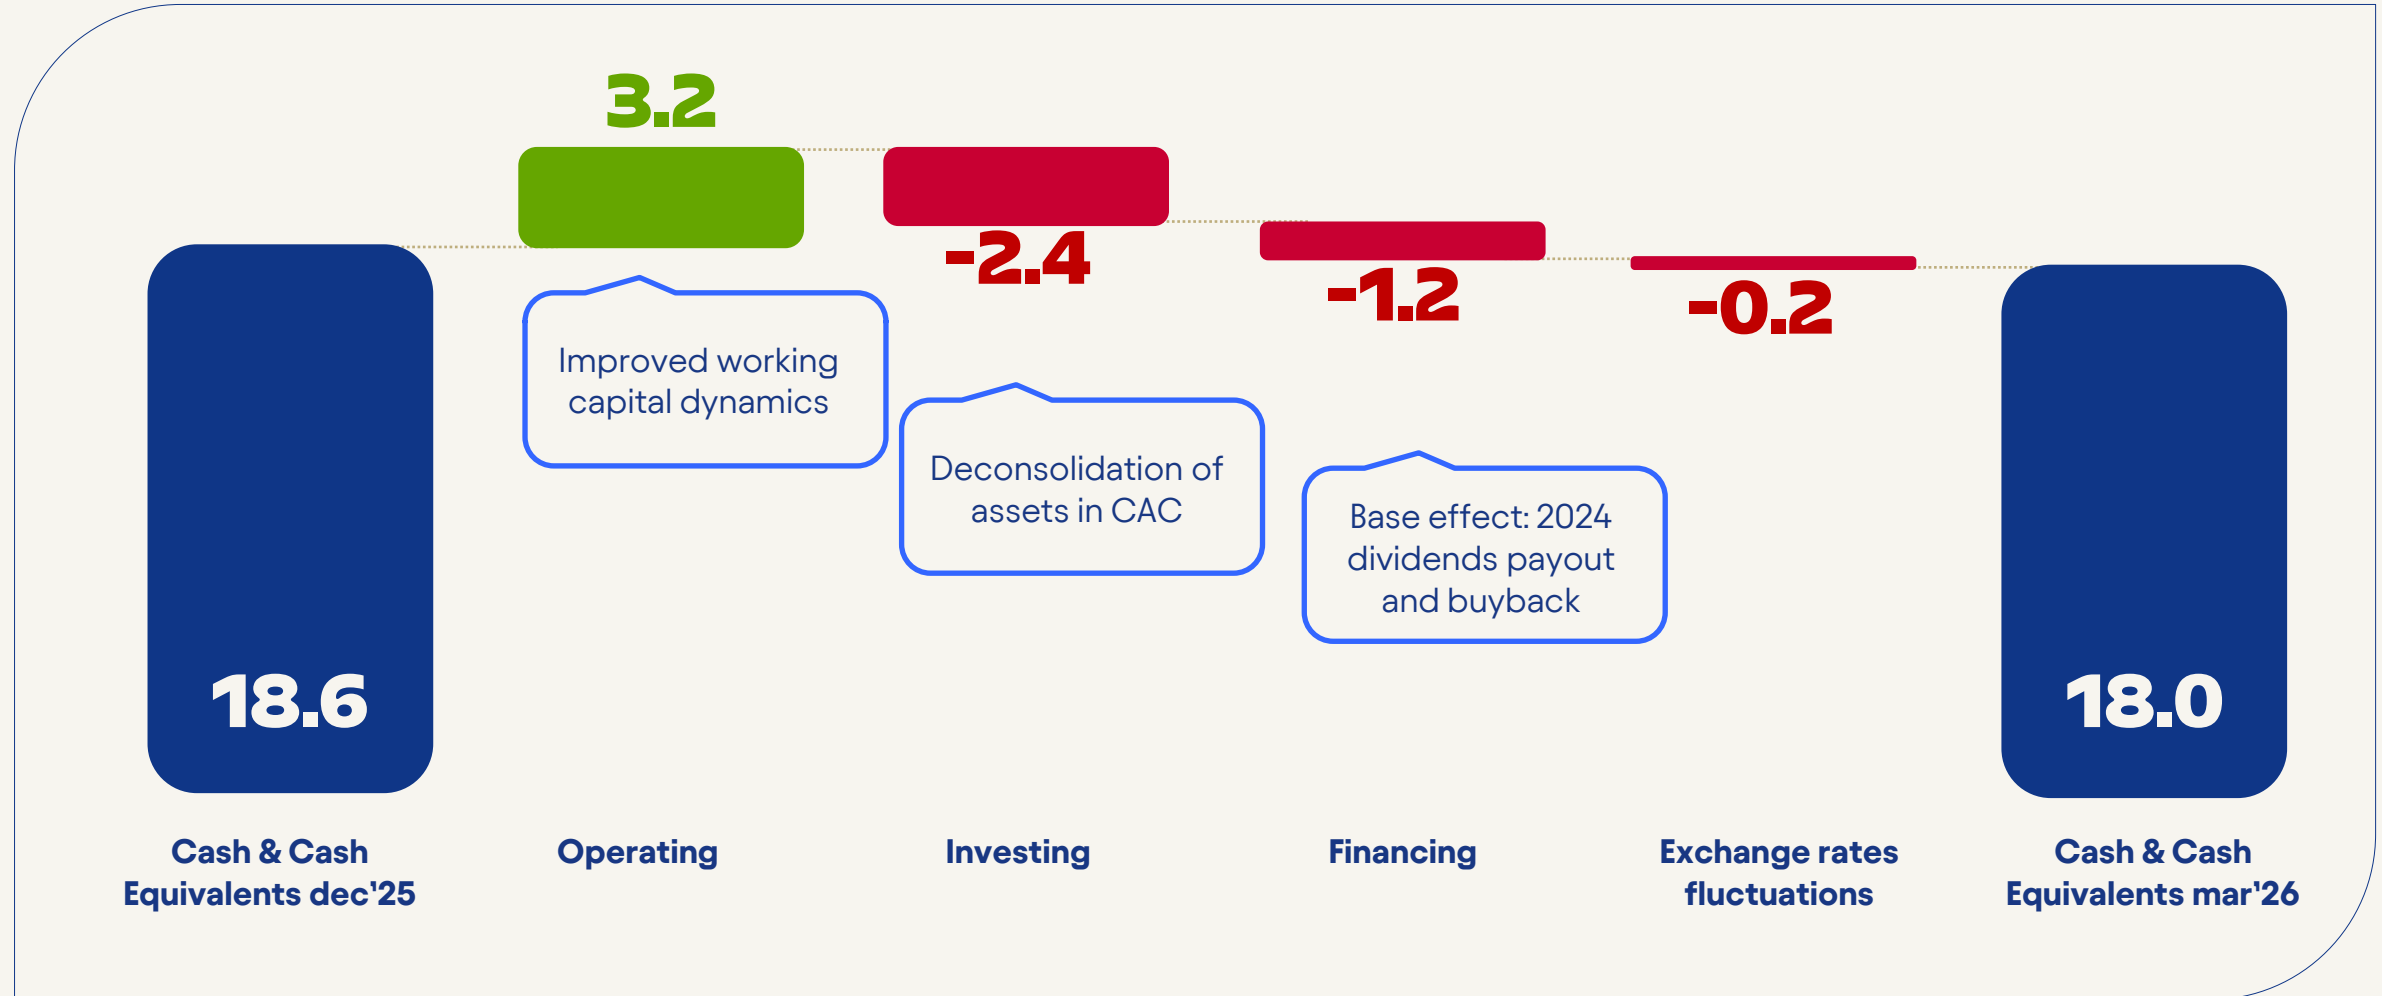 3.2
-2.4
-1.2
-0.2
Improved working
capital dynamics
Deconsolidation of
assets in CAC
Base effect: 2024
dividends payout
and buyback
18.6
18.0
Cash & Cash
Equivalents dec'25
Operating
Investing
Financing
Exchange rates
fluctuations
Cash & Cash
Equivalents mar'26